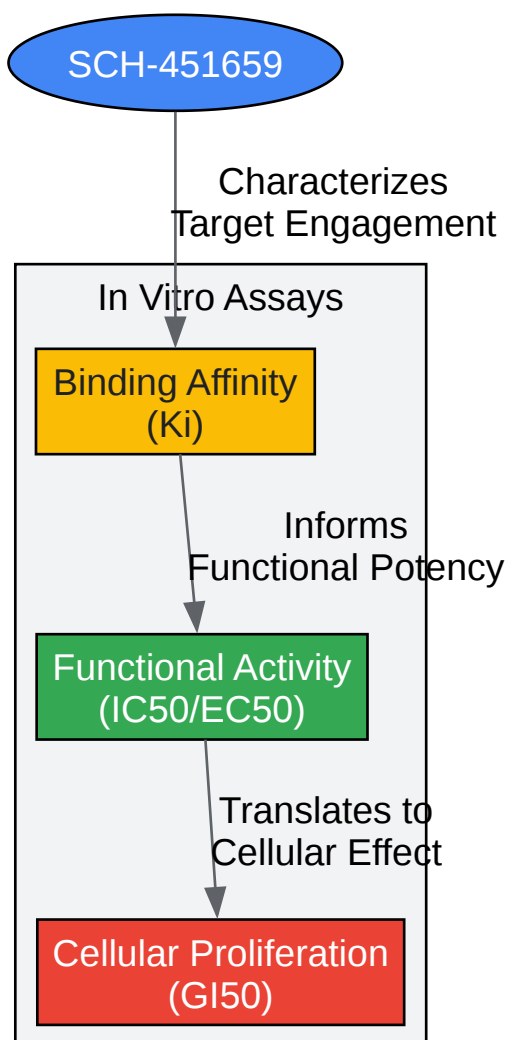 SCH-451659
Characterizes
Target Engagement
In Vitro Assays
Binding Affinity
(Ki)
Informs
Functional Potency
Functional Activity
(IC50/EC50)
Translates to
Cellular Effect
Cellular Proliferation
(GI50)